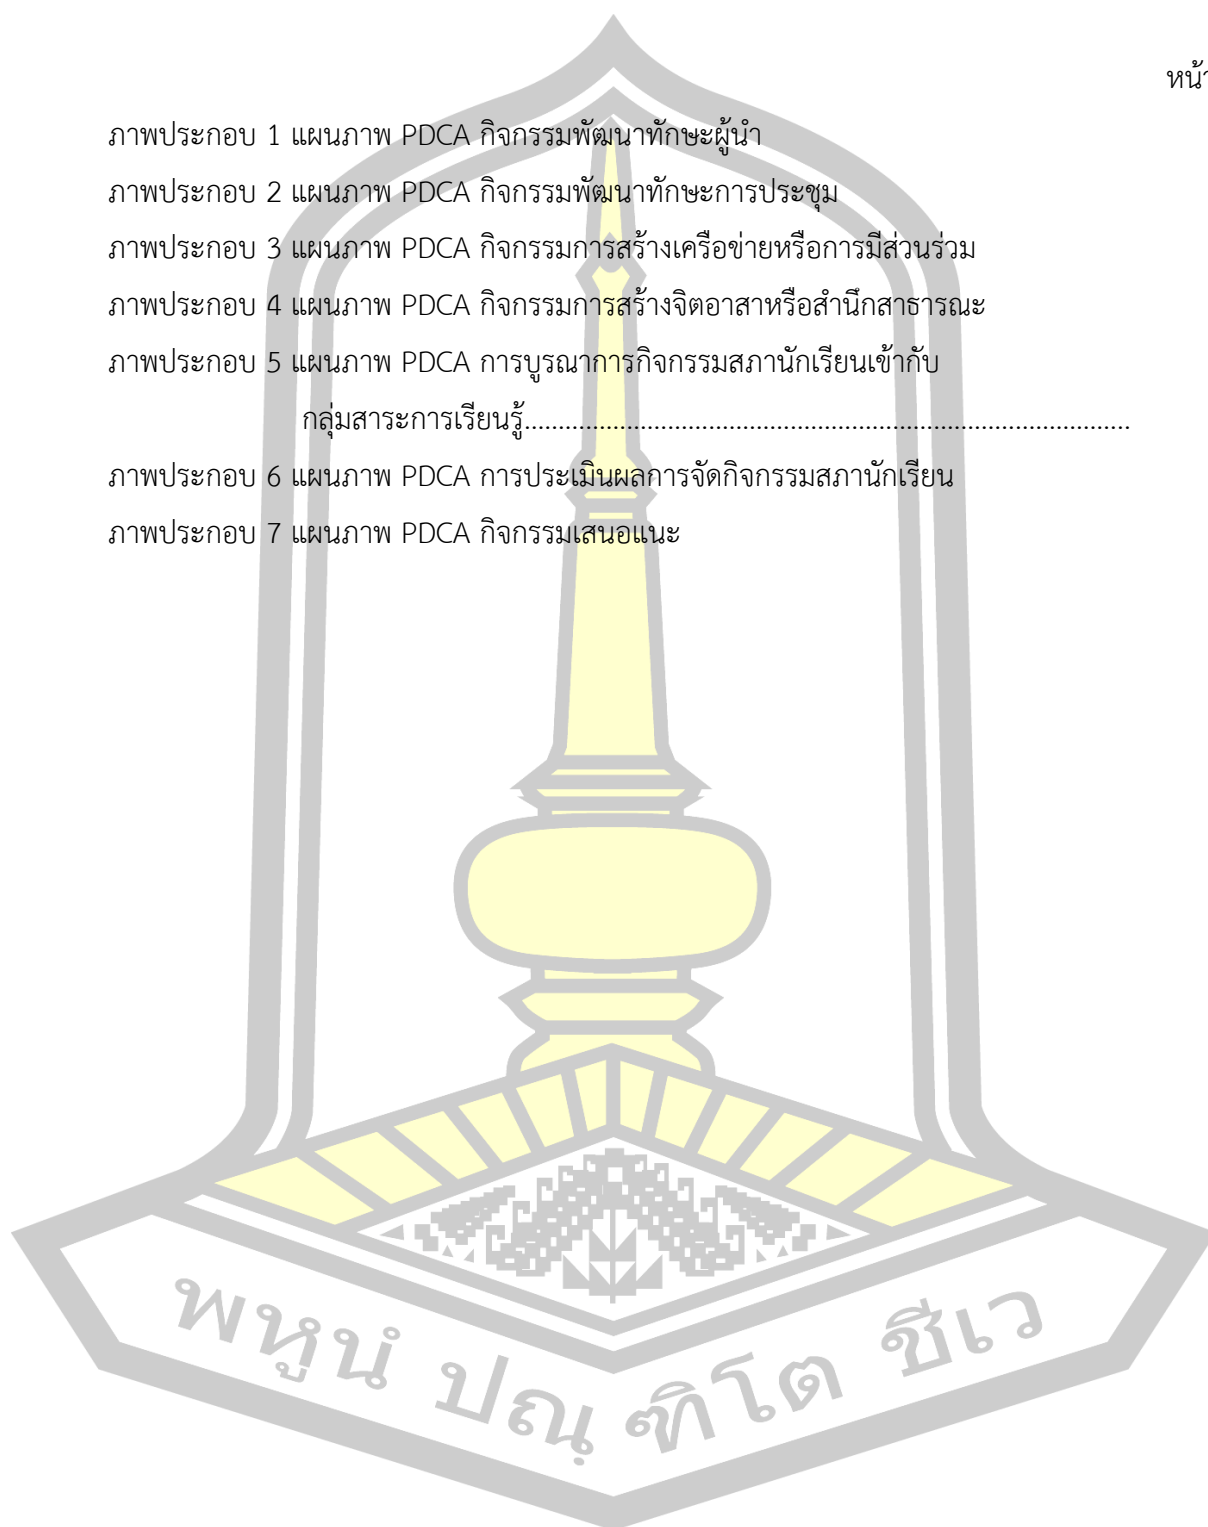 หน้า
ภาพประกอบ 1 แผนภาพ PDCA กิจกรรมพัฒนาทักษะผู้นำ
ภาพประกอบ 2 แผนภาพ PDCA กิจกรรมพัฒนาทักษะการประชุม
ภาพประกอบ 3 แผนภาพ PDCA กิจกรรมการสร้างเครือข่ายหรือการมีส่วนร่วม
ภาพประกอบ 4 แผนภาพ PDCA กิจกรรมการสร้างจิตอาสาหรือสำนึกสาธารณะ
ภาพประกอบ 5 แผนภาพ PDCA การบูรณาการกิจกรรมสภานักเรียนเข้ากับ
กลุ่มสาระการเรียนรู้.........................................................................................
ภาพประกอบ 6 แผนภาพ PDCA การประเมินผลการจัดกิจกรรมสภานักเรียน
ภาพประกอบ 7 แผนภาพ PDCA กิจกรรมเสนอแนะ
พหูนํ ปณฺ ฑิโต ชีเว